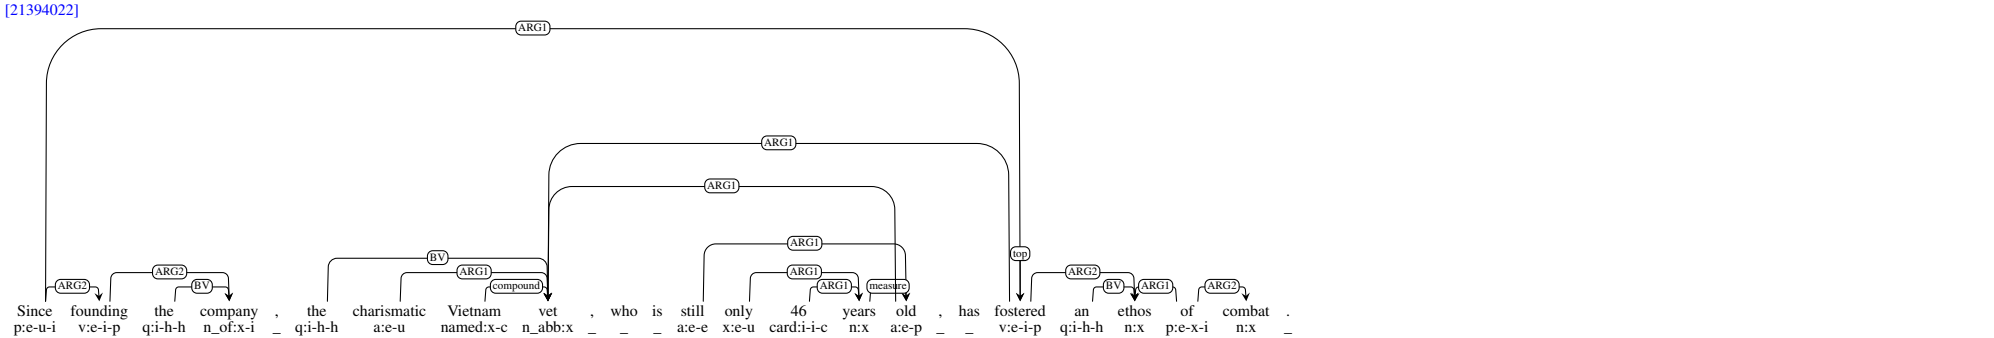 [21394022]
ARG1
ARG1
ARG1
ARG1
top
BV
ARG2 ARG1 ARG1 ARG2
ARG2 BV compound ARG1 measure BV ARG1 ARG2
Since founding the company , the charismatic Vietnam vet , who is still only 46 years old , has fostered an ethos of combat .
p:e-u-i v:e-i-p q:i-h-h n_of:x-i _ q:i-h-h a:e-u named:x-c n_abb:x _ _ _ a:e-e x:e-u card:i-i-c n:x a:e-p _ _ v:e-i-p q:i-h-h n:x p:e-x-i n:x _